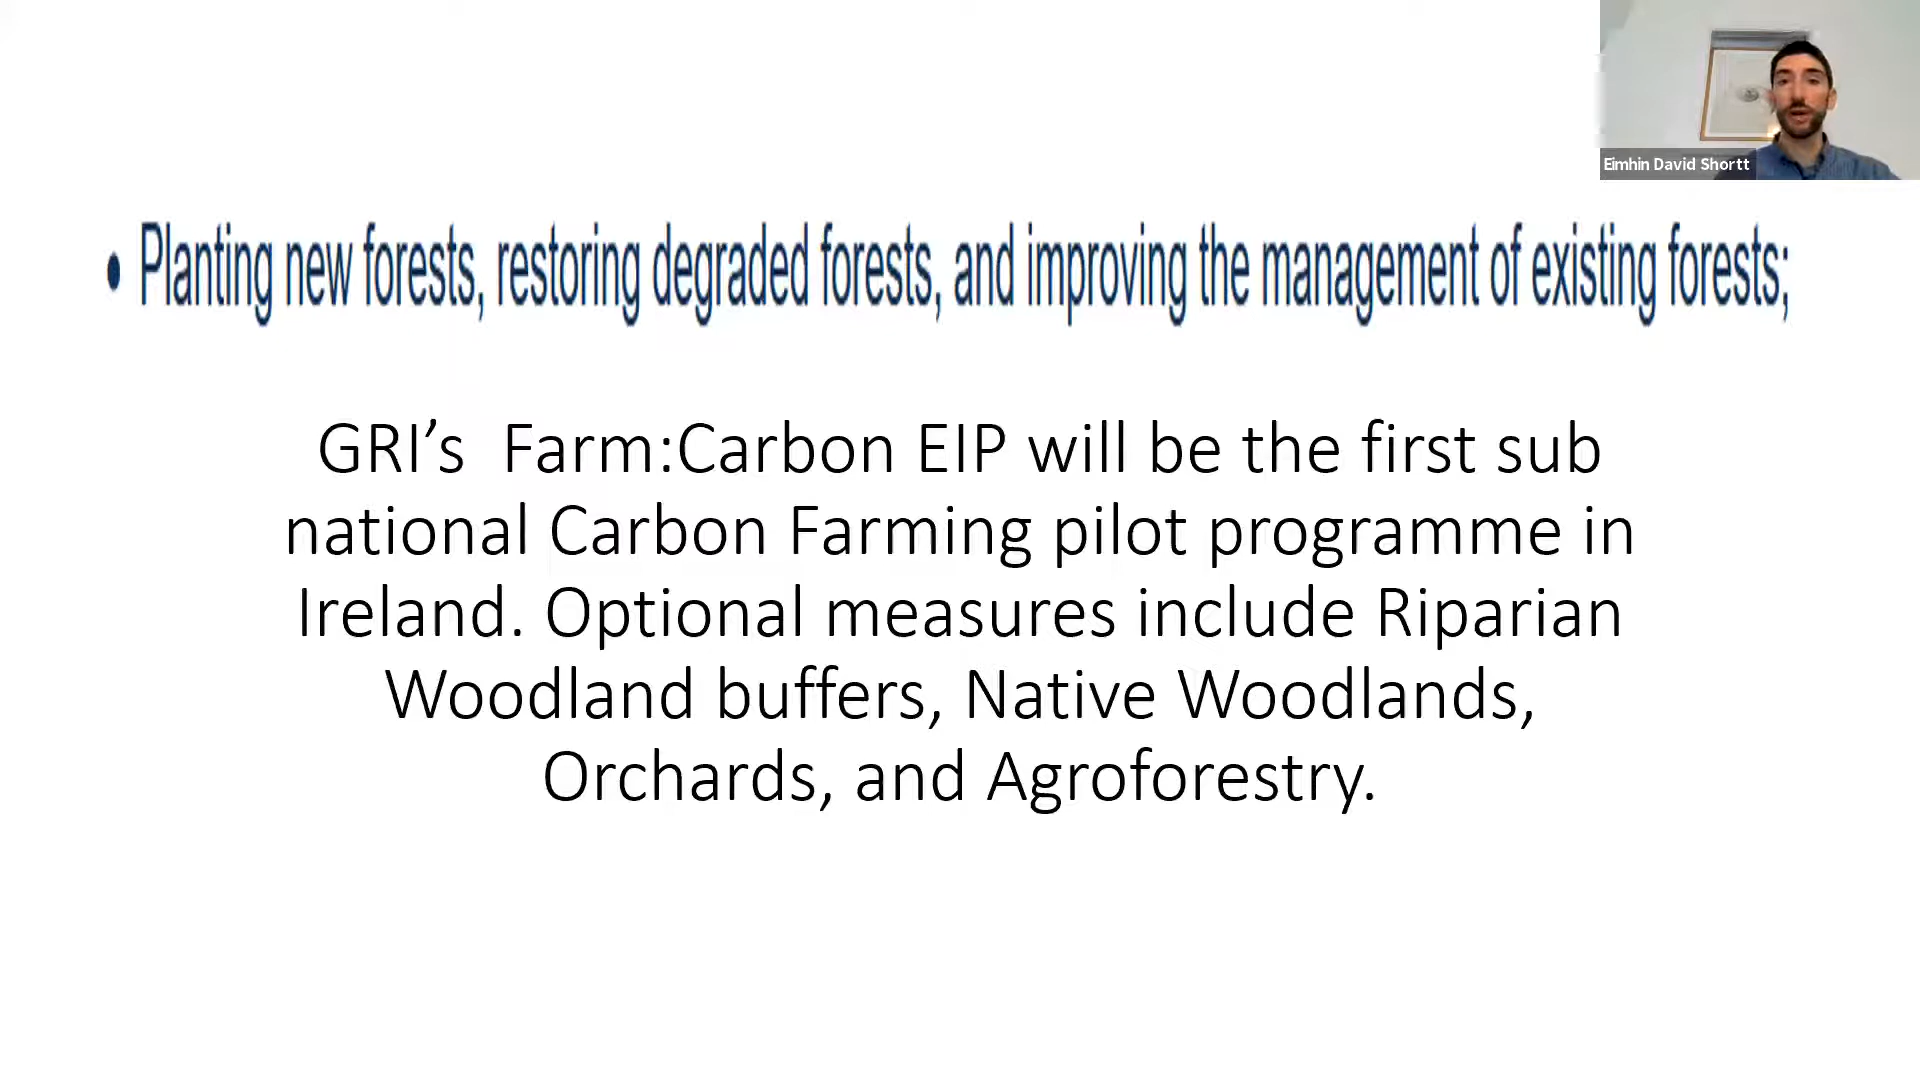 Eimhin David Shortt
• Planting new forests, restoring degraded forests, and improving the management of existing forests;
GRI’s  Farm:Carbon EIP will be the first sub
national Carbon Farming pilot programme in
Ireland. Optional measures include Riparian
Woodland buffers, Native Woodlands,
Orchards, and Agroforestry.